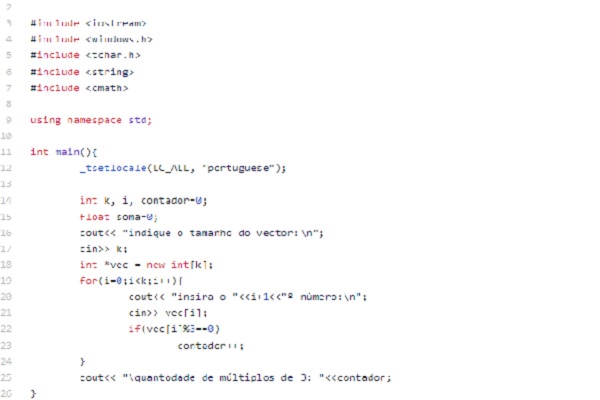 2
3 #include <iostream>
4 #include <windows.h>
5 #include <tchar.h>
6 #include <string>
7 #include <cmath>
8
9 using namespace std;
10
11 int main(){
12 _tsetlocale(LC_ALL, "portuguese");
13
14 int k, i, contador=0;
15 float soma=0;
16 cout<< "indique o tamanho do vector:\n";
17 cin>> k;
18 int *vec = new int[k];
19 for(i=0;i<k;i++){
20 cout<< "insira o "<<i+1<<"º número:\n";
21 cin>> vec[i];
22 if(vec[i]%3==0)
23 contador++;
24 }
25 cout<< "\quantodade de múltiplos de 3: "<<contador;
26 }